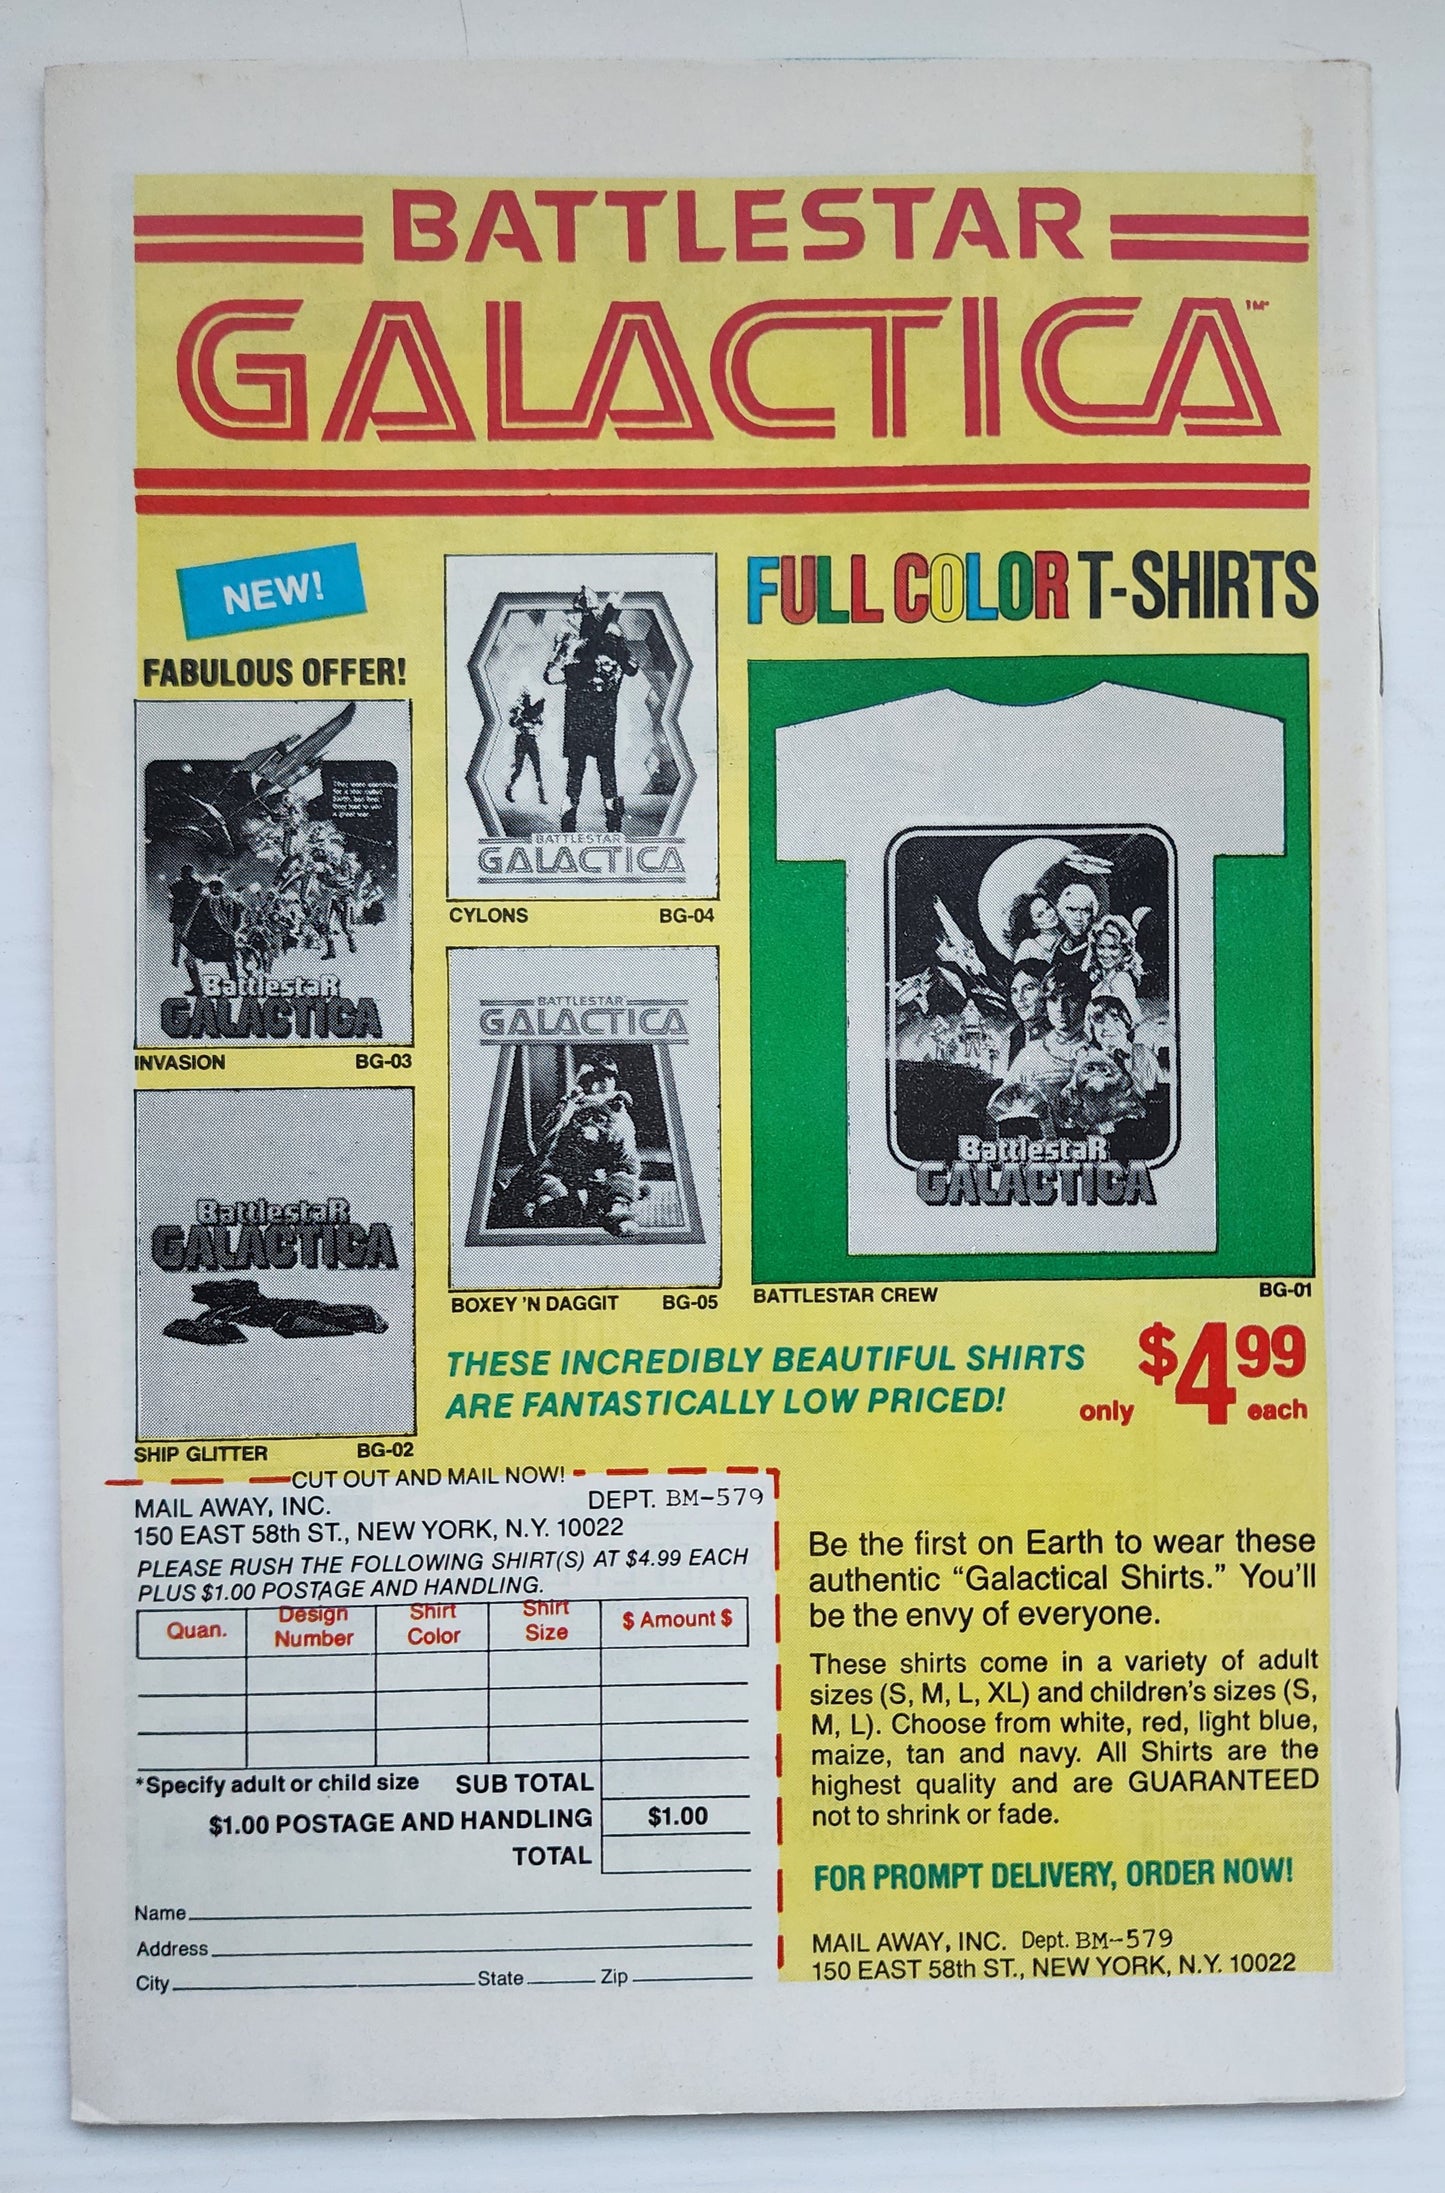 BATTLESTAR
GALACTICA™
NEW!
FABULOUS OFFER!
FULL COLOR T-SHIRTS
BattlestaR
GALACTICA
INVASION BG-03
BATTLESTAR
GALACTICA
CYLONS BG-04
BattlestaR
GALACTICA
SHIP GLITTER BG-02
BATTLESTAR
GALACTICA
BOXEY 'N DAGGIT BG-05
BattlestaR
GALACTICA
BATTLESTAR CREW BG-01
THESE INCREDIBLY BEAUTIFUL SHIRTS
ARE FANTASTICALLY LOW PRICED!
only $4.99 each
CUT OUT AND MAIL NOW!
MAIL AWAY, INC. DEPT. BM-579
150 EAST 58th ST., NEW YORK, N.Y. 10022
PLEASE RUSH THE FOLLOWING SHIRT(S) AT $4.99 EACH
PLUS $1.00 POSTAGE AND HANDLING.
Quan. Design Number Shirt Color Shirt Size $ Amount $
*Specify adult or child size SUB TOTAL
$1.00 POSTAGE AND HANDLING $1.00
TOTAL
Name
Address
City State Zip
Be the first on Earth to wear these
authentic “Galactical Shirts.” You'll
be the envy of everyone.
These shirts come in a variety of adult
sizes (S, M, L, XL) and children's sizes (S,
M, L). Choose from white, red, light blue,
maize, tan and navy. All Shirts are the
highest quality and are GUARANTEED
not to shrink or fade.
FOR PROMPT DELIVERY, ORDER NOW!
MAIL AWAY, INC. Dept. BM-579
150 EAST 58th ST., NEW YORK, N.Y. 10022